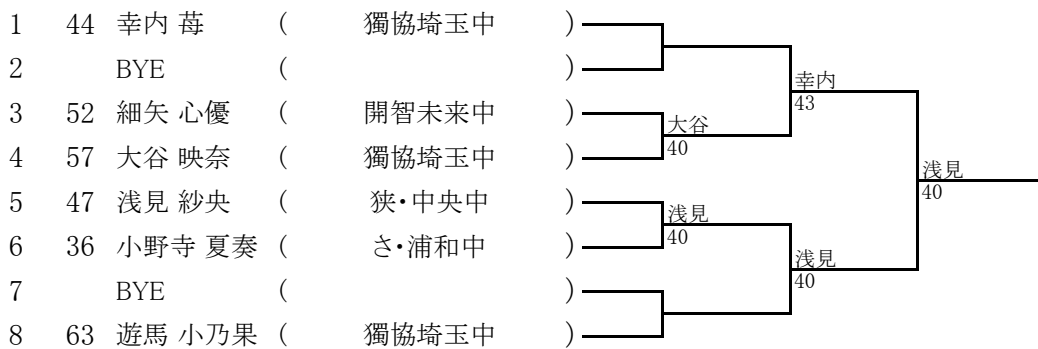 1 44 幸内 苺 ( 獨協埼玉中 )
2 BYE ( )
幸内
43
3 52 細矢 心優 ( 開智未来中 )
大谷
40
4 57 大谷 映奈 ( 獨協埼玉中 )
浅見
40
5 47 浅見 紗央 ( 狭・中央中 )
浅見
40
6 36 小野寺 夏奏 ( さ・浦和中 )
浅見
40
7 BYE ( )
8 63 遊馬 小乃果 ( 獨協埼玉中 )